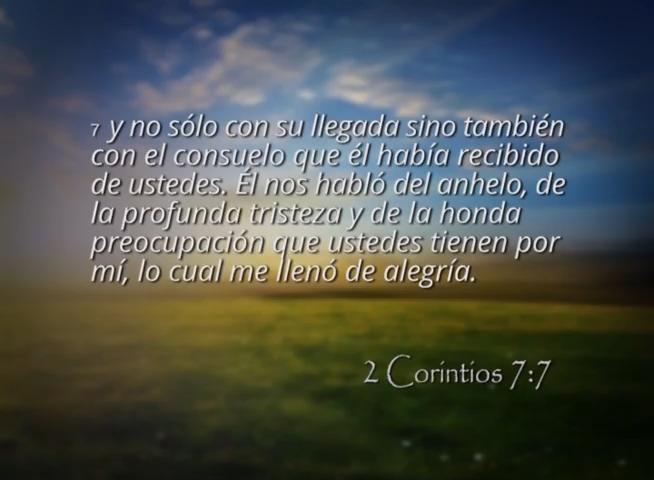 7 y no sólo con su llegada sino también
con el consuelo que él había recibido
de ustedes. Él nos habló del anhelo, de
la profunda tristeza y de la honda
preocupación que ustedes tienen por
mí, lo cual me llenó de alegría.
2 Corintios 7:7